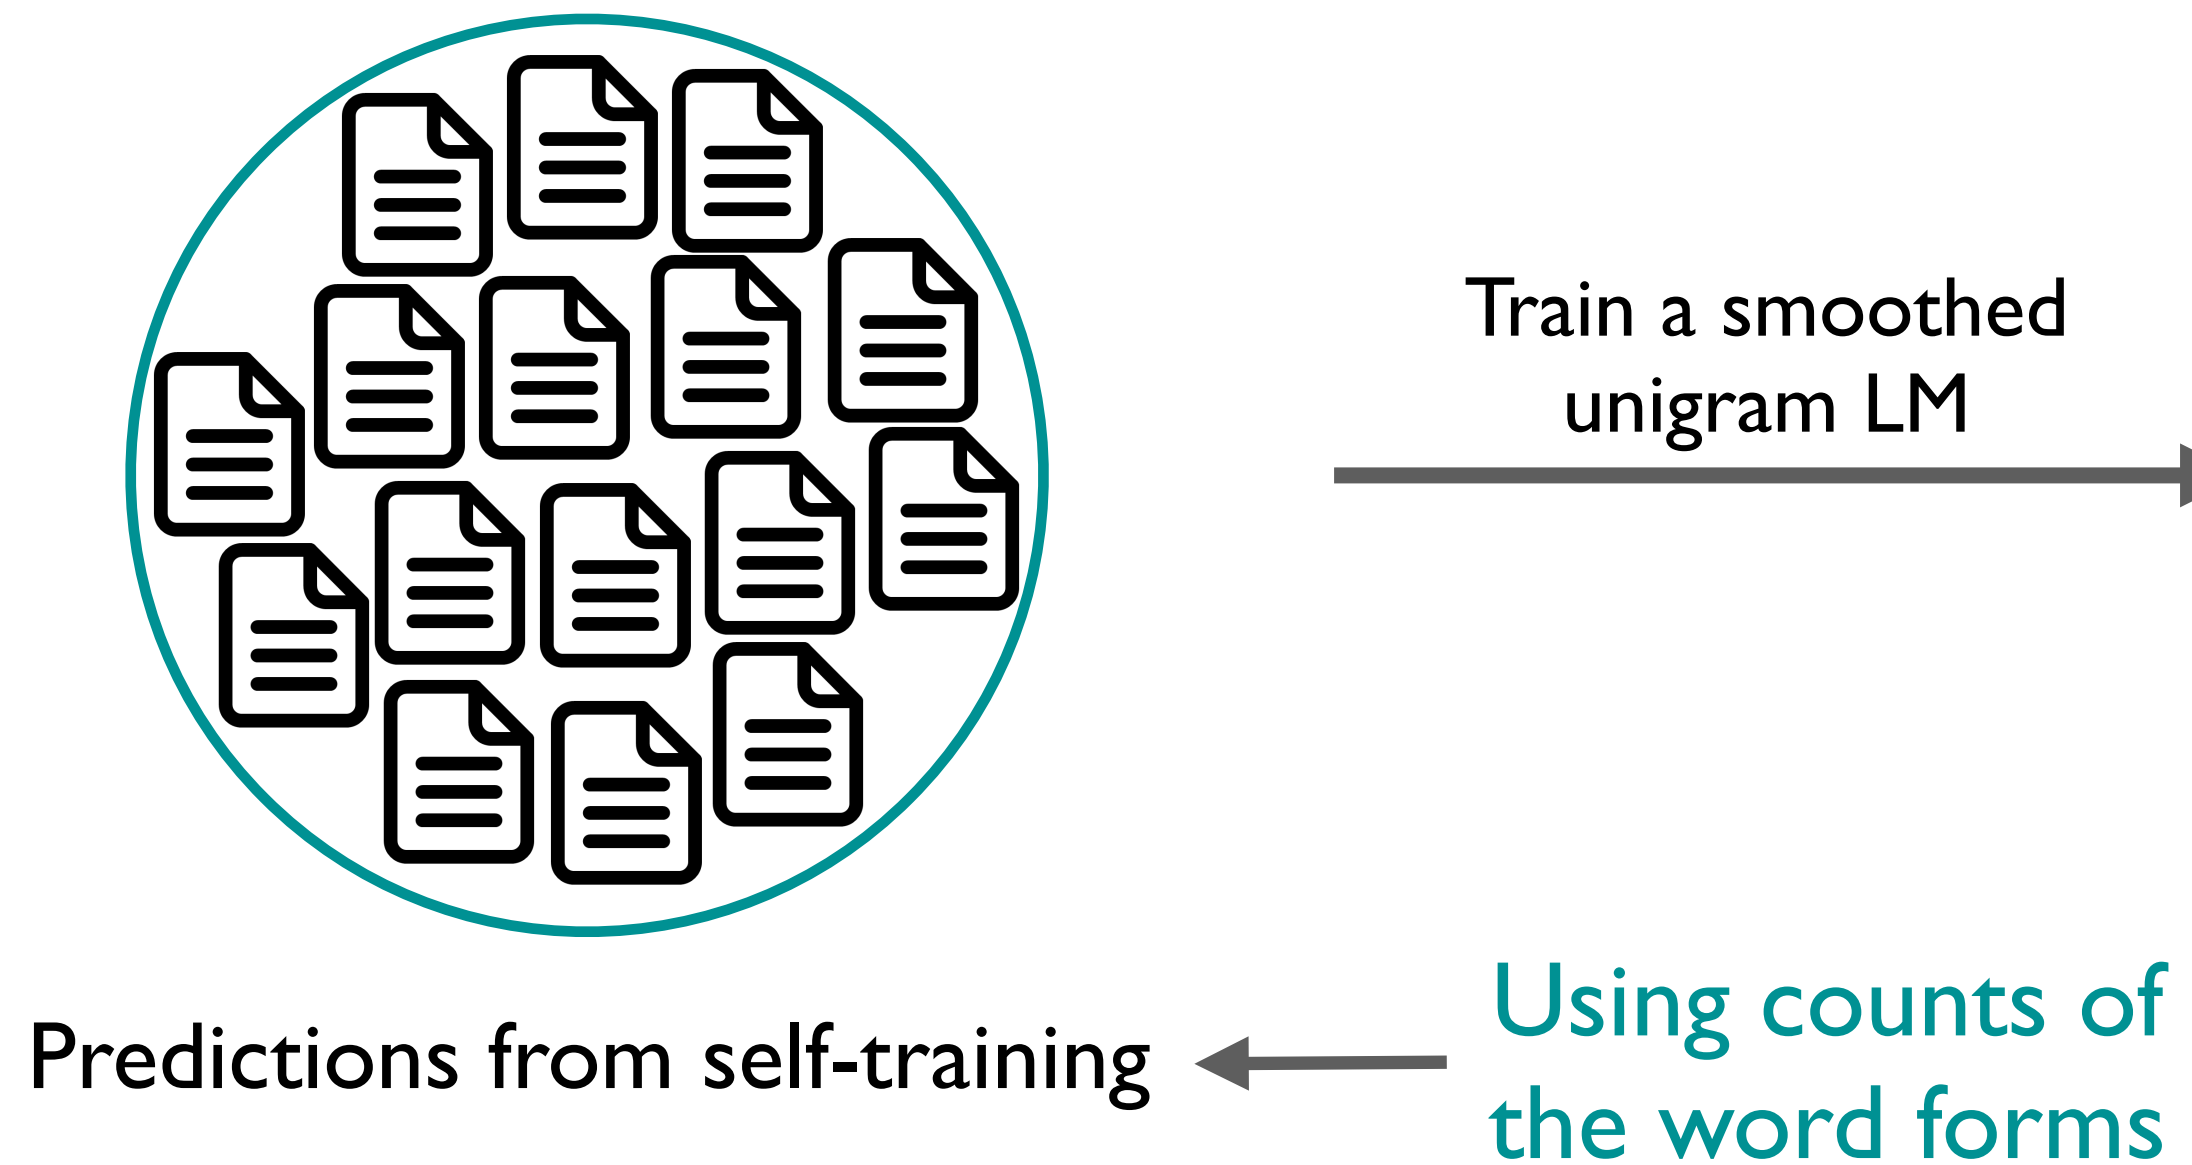 Train a smoothed
unigram LM
Predictions from self-training
Using counts of
the word forms